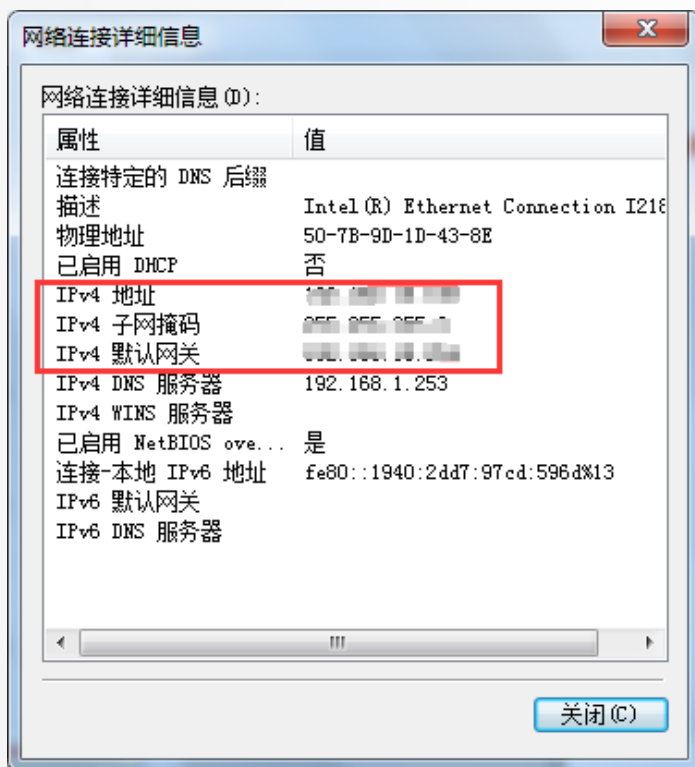 网络连接详细信息
网络连接详细信息(D):
属性 值
连接特定的 DNS 后缀
描述 Intel(R) Ethernet Connection I218
物理地址 50-7B-9D-1D-43-8E
已启用 DHCP 否
IPv4 地址
IPv4 子网掩码
IPv4 默认网关
IPv4 DNS 服务器 192.168.1.253
IPv4 WINS 服务器
已启用 NetBIOS ove... 是
连接-本地 IPv6 地址 fe80::1940:2dd7:97cd:596d%13
IPv6 默认网关
IPv6 DNS 服务器
关闭(C)